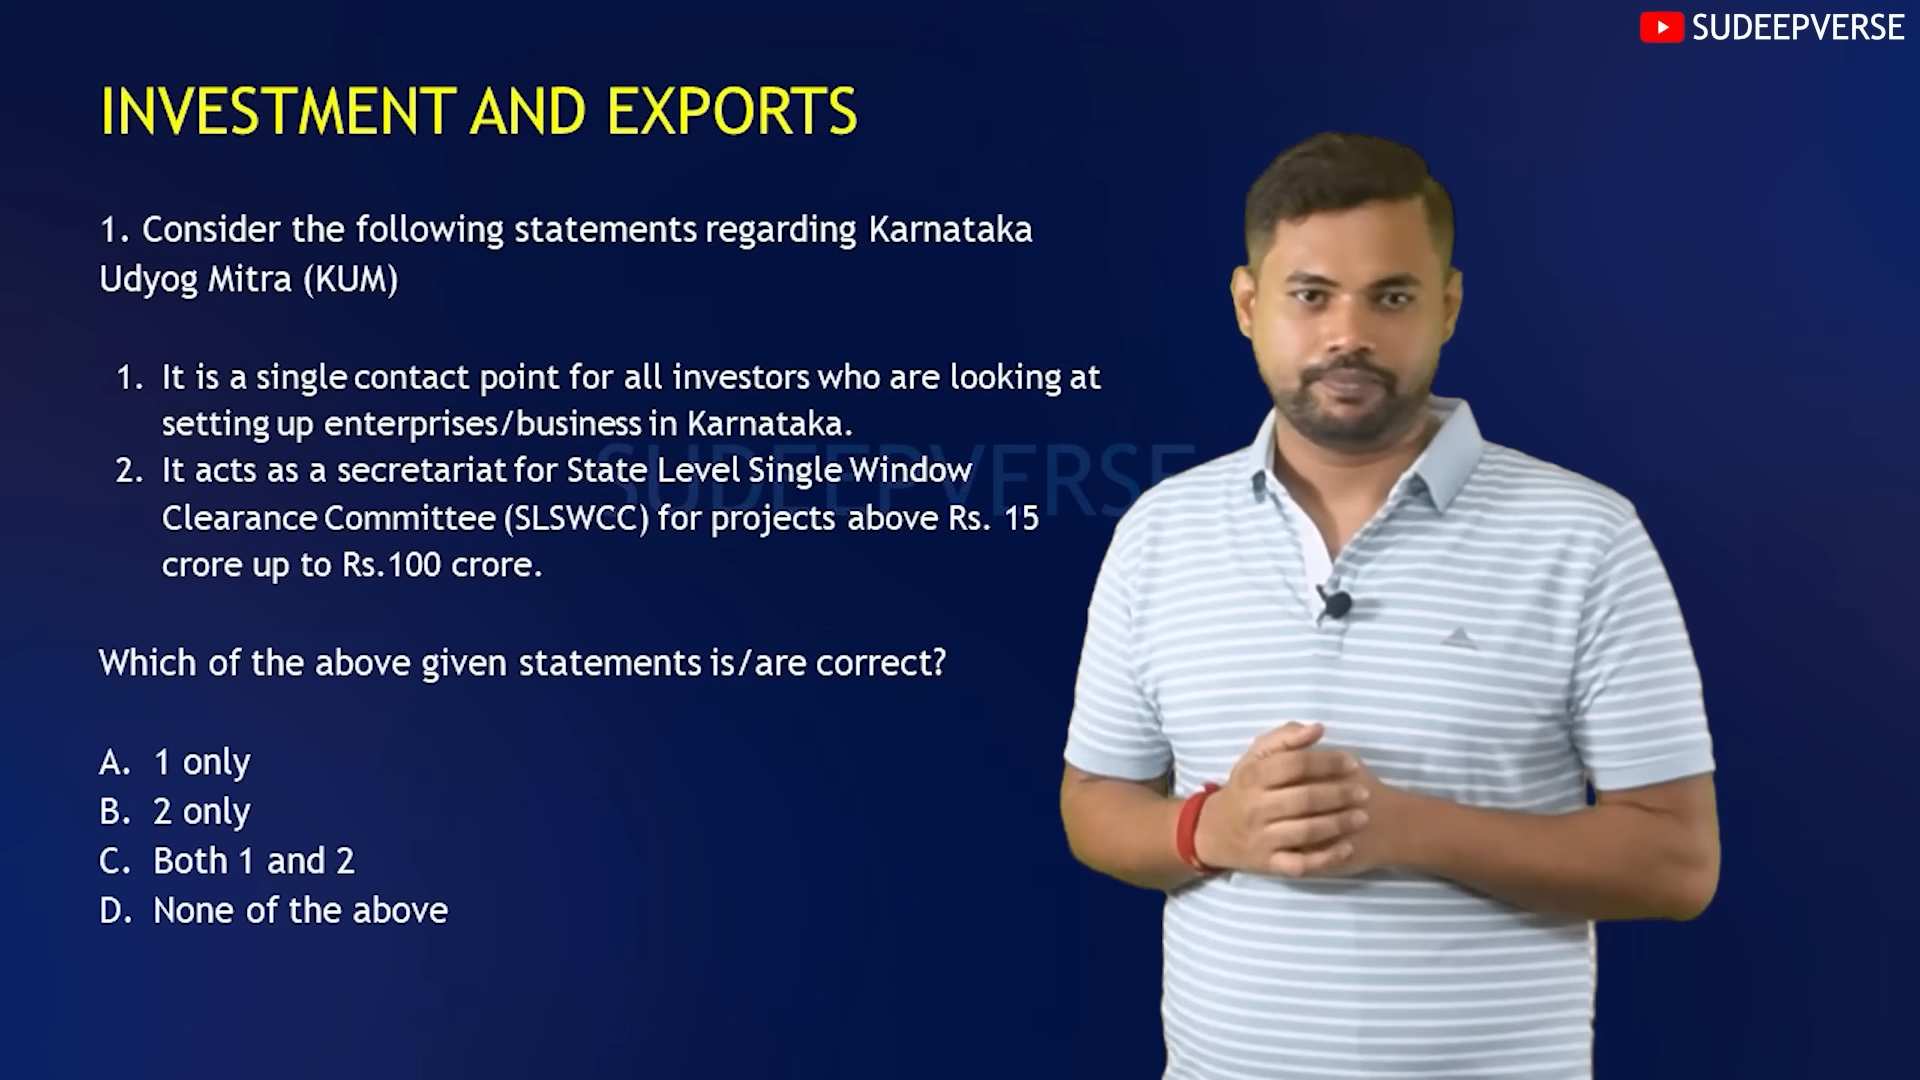 SUDEEPVERSE
INVESTMENT AND EXPORTS
1. Consider the following statements regarding Karnataka
Udyog Mitra (KUM)
1. It is a single contact point for all investors who are looking at
setting up enterprises/business in Karnataka.
SUDEEPVERSE
2. It acts as a secretariat for State Level Single Window
Clearance Committee (SLSWCC) for projects above Rs. 15
crore up to Rs.100 crore.
Which of the above given statements is/are correct?
A. 1 only
B. 2 only
C. Both 1 and 2
D. None of the above